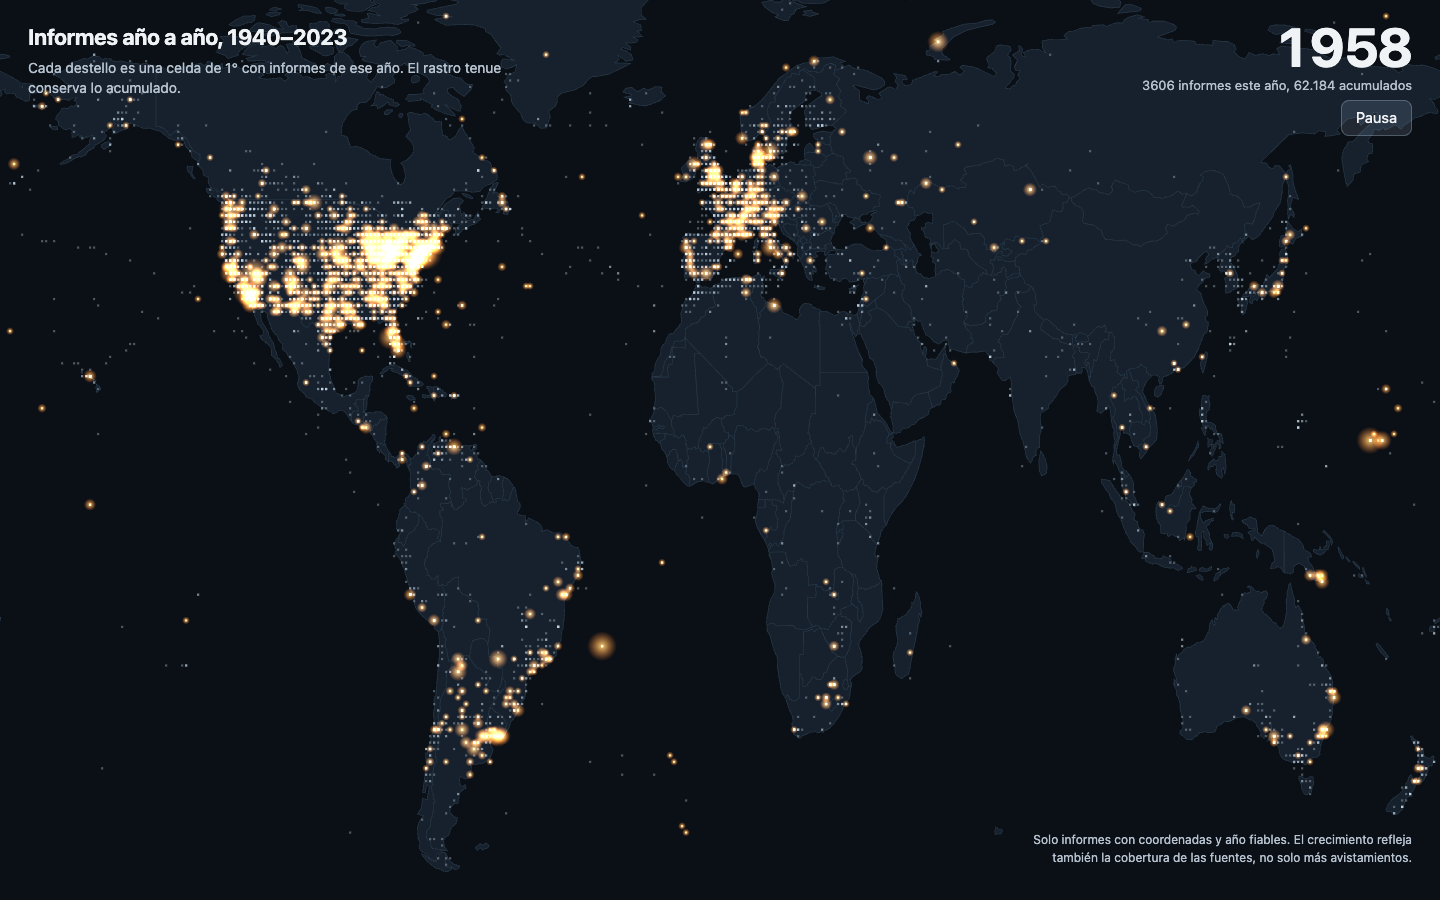 Informes año a año, 1940–2023
Cada destello es una celda de 1° con informes de ese año. El rastro tenue
conserva lo acumulado.
1958
3606 informes este año, 62.184 acumulados
Pausa
Solo informes con coordenadas y año fiables. El crecimiento refleja
también la cobertura de las fuentes, no solo más avistamientos.